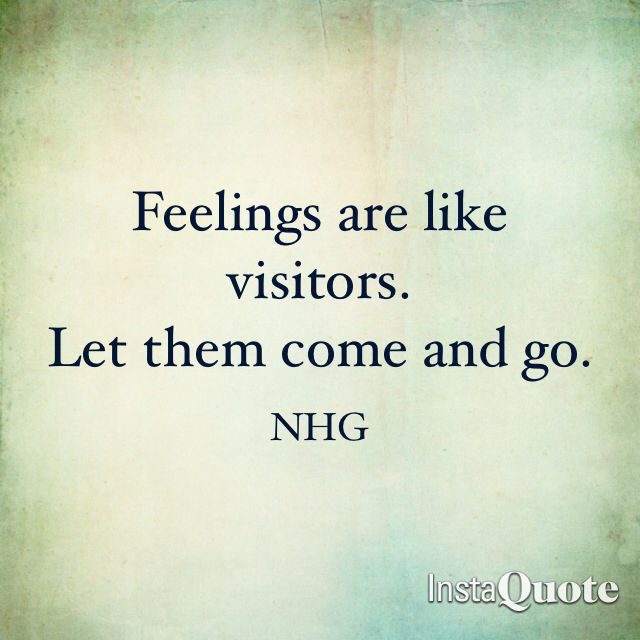 Feelings are like
visitors.
Let them come and go.
NHG
InstaQuote